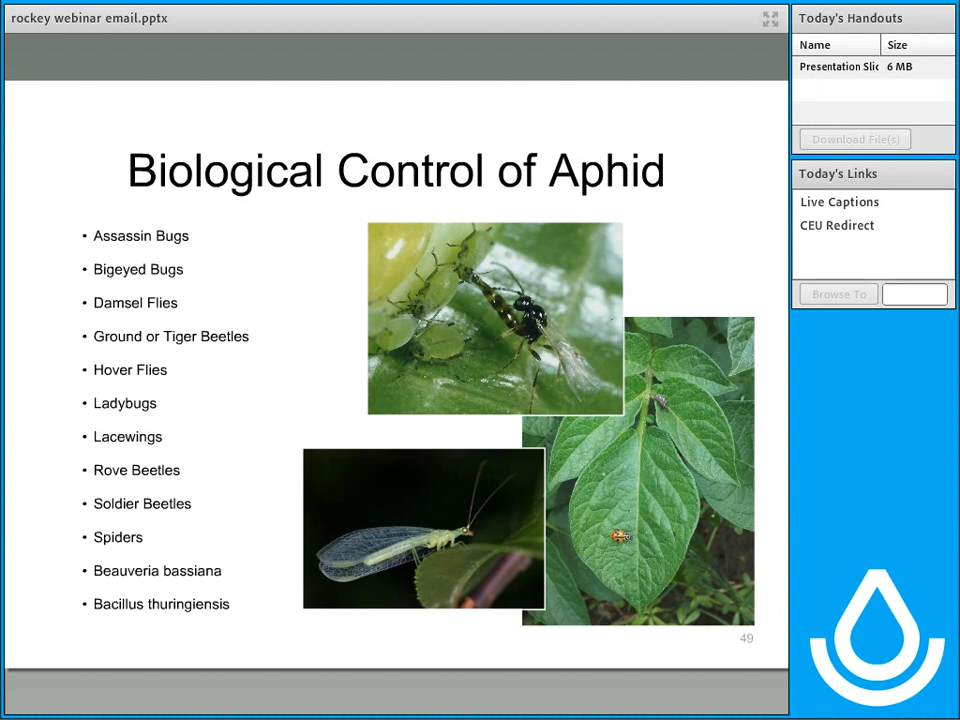 rockey webinar email.pptx
Biological Control of Aphid
• Assassin Bugs
• Bigeyed Bugs
• Damsel Flies
• Ground or Tiger Beetles
• Hover Flies
• Ladybugs
• Lacewings
• Rove Beetles
• Soldier Beetles
• Spiders
• Beauveria bassiana
• Bacillus thuringiensis
49
Today's Handouts
Name Size
Presentation Slic 6 MB
Download File(s)
Today's Links
Live Captions
CEU Redirect
Browse To